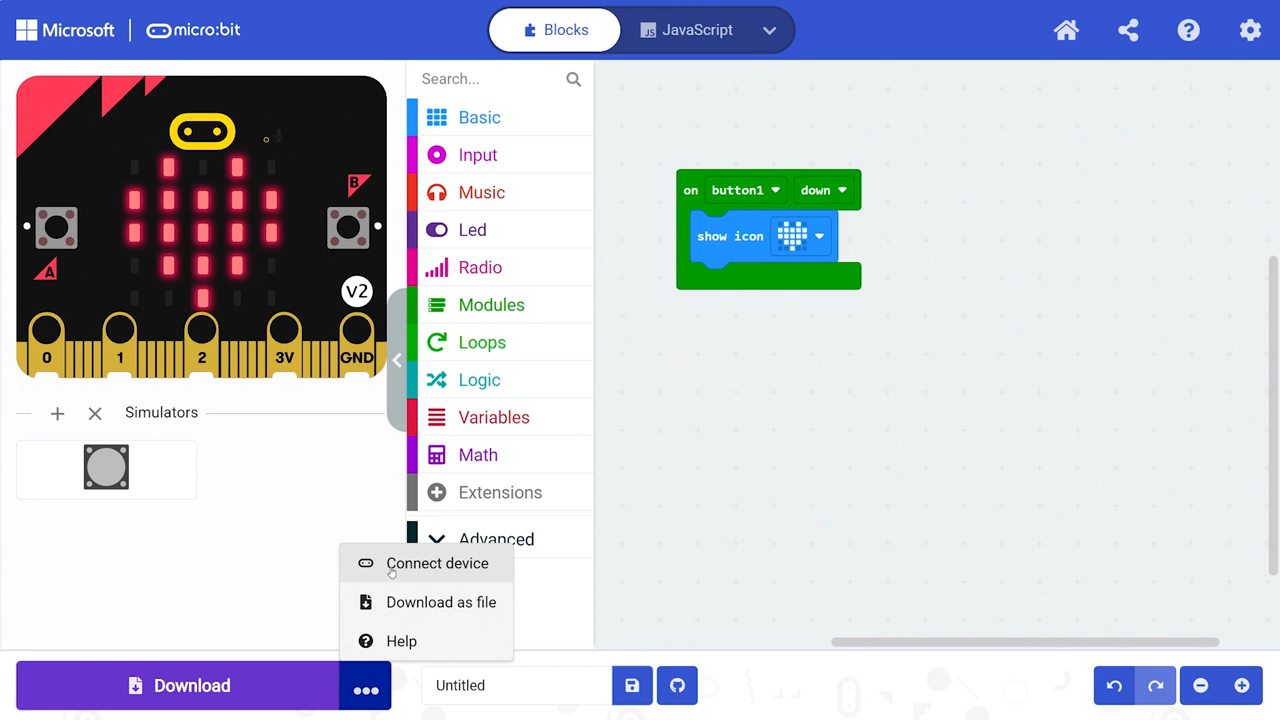 Microsoft | micro:bit
Blocks
JavaScript
Search...
Basic
Input
Music
Led
Radio
Modules
Loops
Logic
Variables
Math
Extensions
Advanced
B
A
V2
0 1 2 3V GND
Simulators
on button1 down
show icon
Connect device
Download as file
Help
Download
Untitled